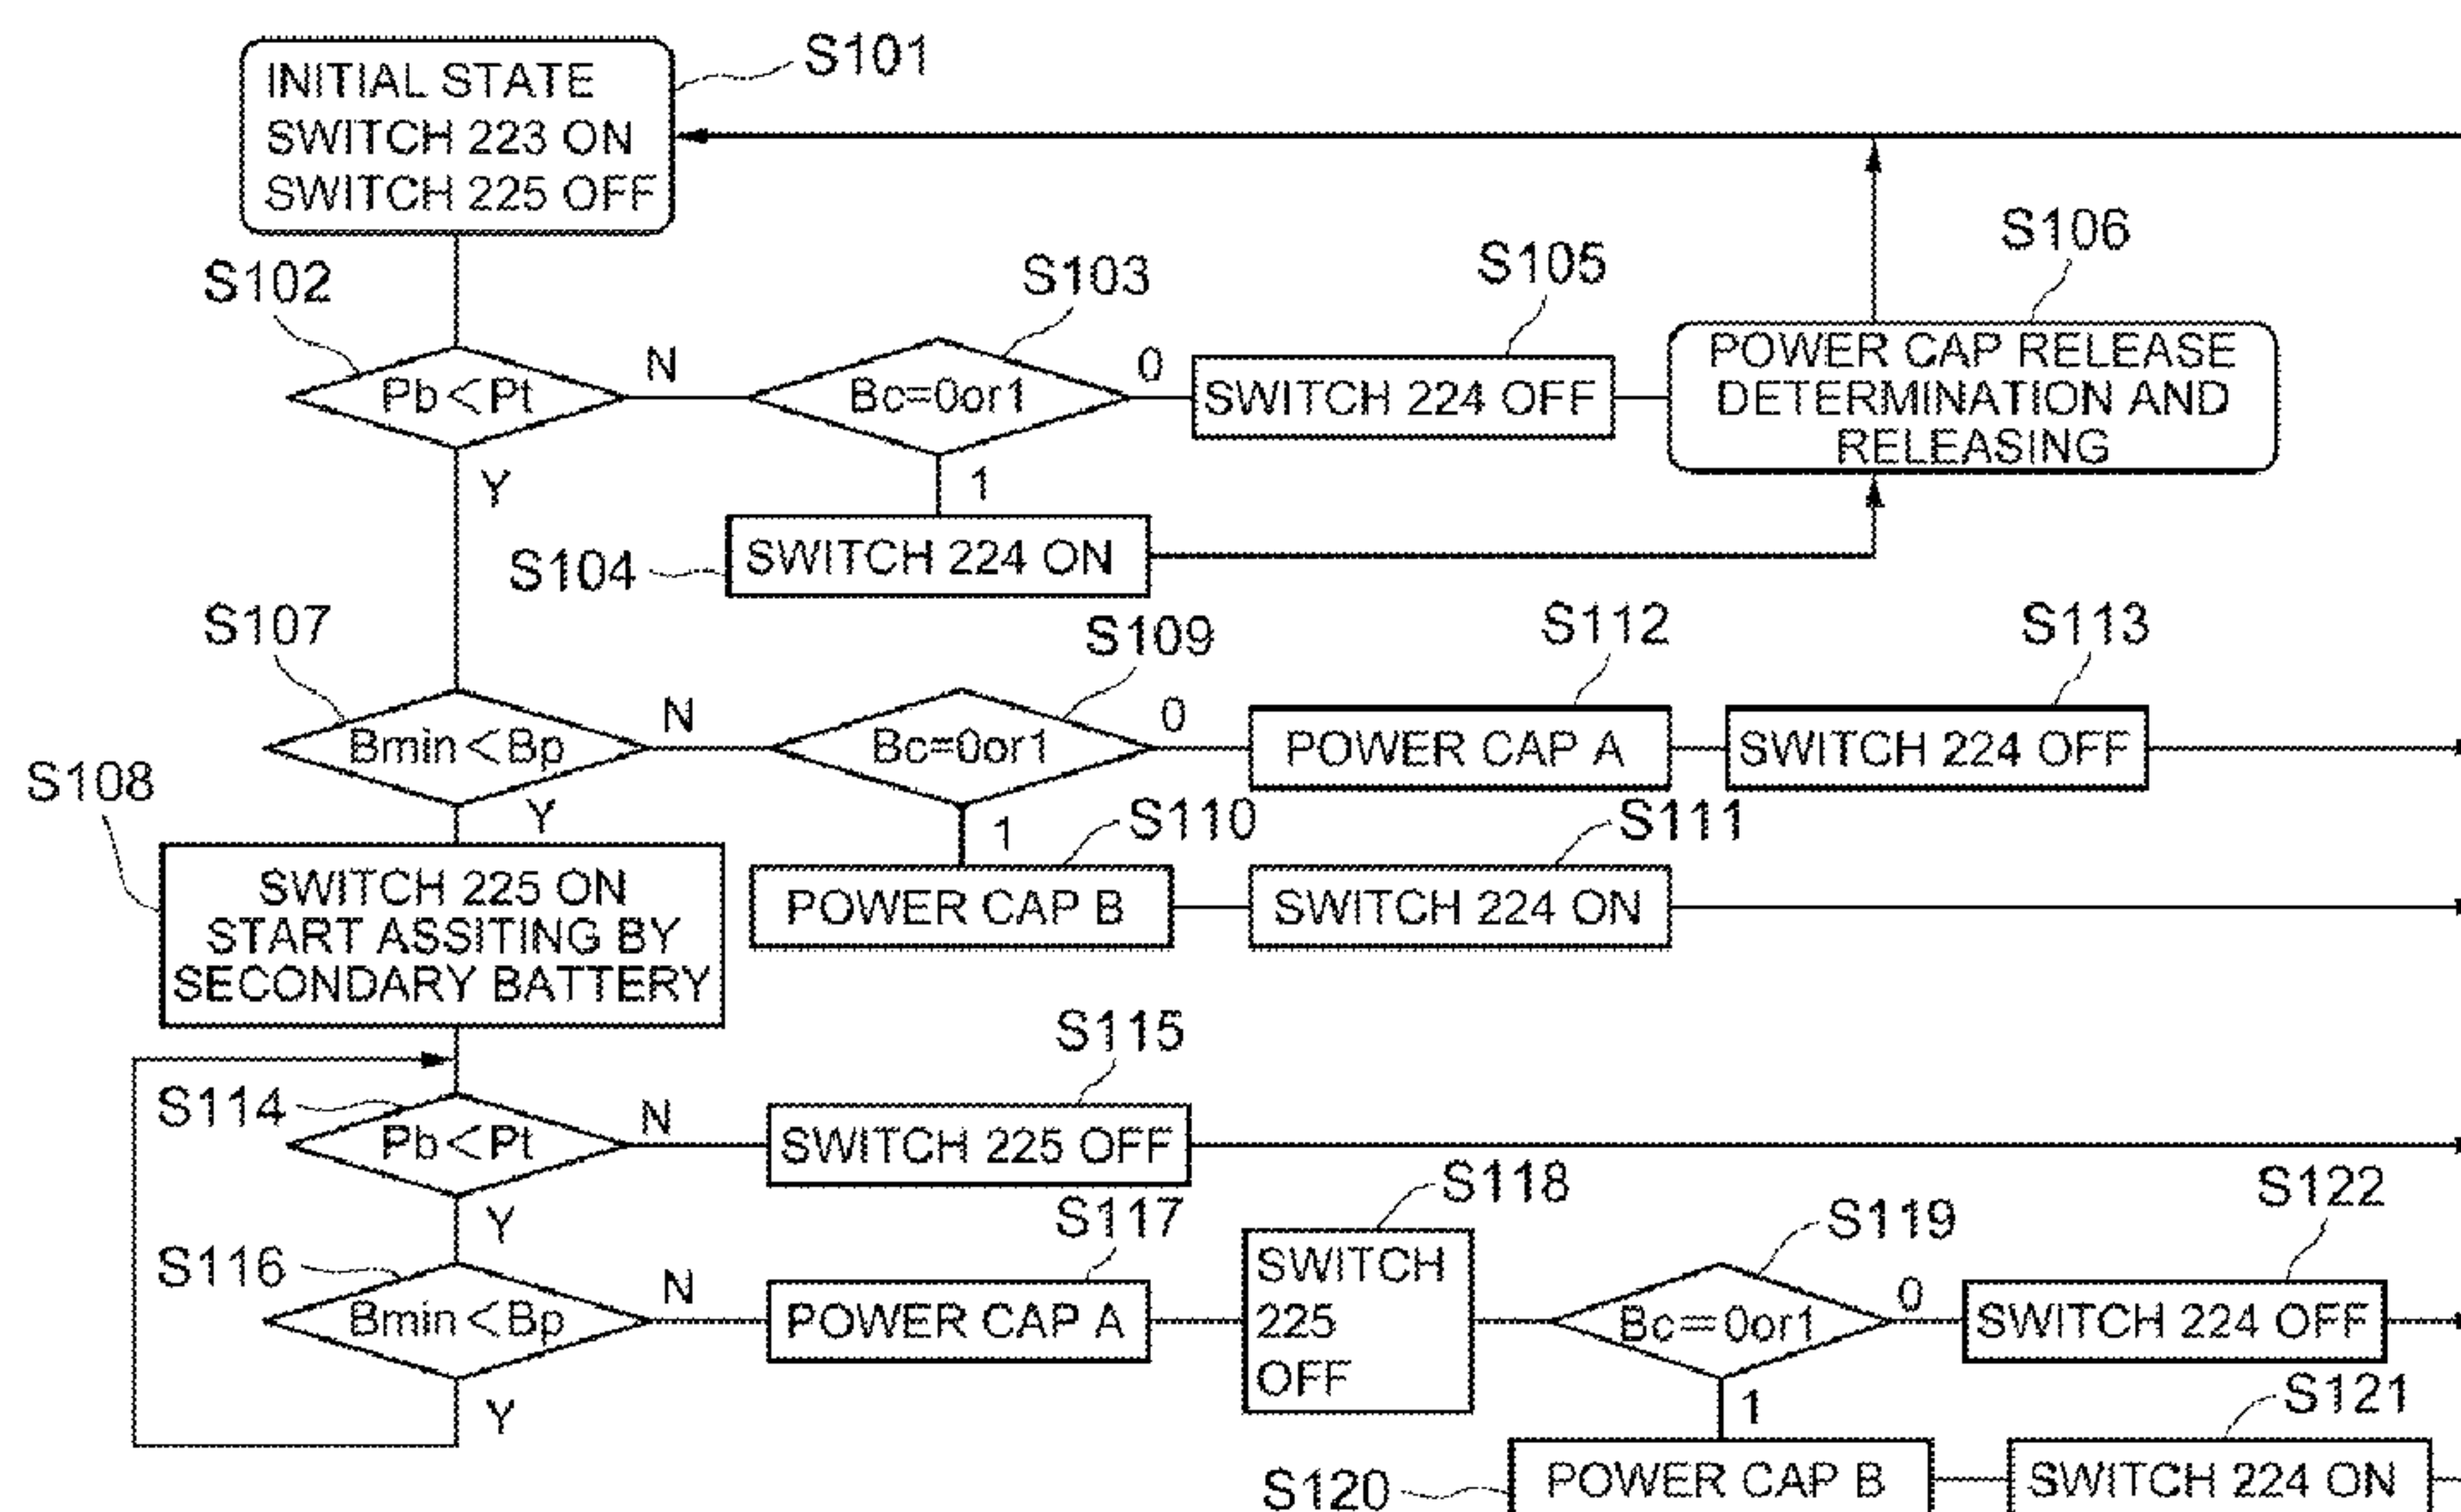 S101
INITIAL STATE
SWITCH 223 ON
SWITCH 225 OFF
S102
Pb<Pt
N
Y
S103
Bc=0or1
0
1
S105
SWITCH 224 OFF
S106
POWER CAP RELEASE
DETERMINATION AND
RELEASING
S104
SWITCH 224 ON
S107
Bmin<Bp
N
Y
S109
Bc=0or1
0
1
S112
POWER CAP A
S113
SWITCH 224 OFF
S108
SWITCH 225 ON
START ASSITING BY
SECONDARY BATTERY
S110
POWER CAP B
S111
SWITCH 224 ON
S114
Pb<Pt
N
Y
S115
SWITCH 225 OFF
S116
Bmin<Bp
N
Y
S117
POWER CAP A
S118
SWITCH
225
OFF
S119
Bc=0or1
0
1
S122
SWITCH 224 OFF
S120
POWER CAP B
S121
SWITCH 224 ON